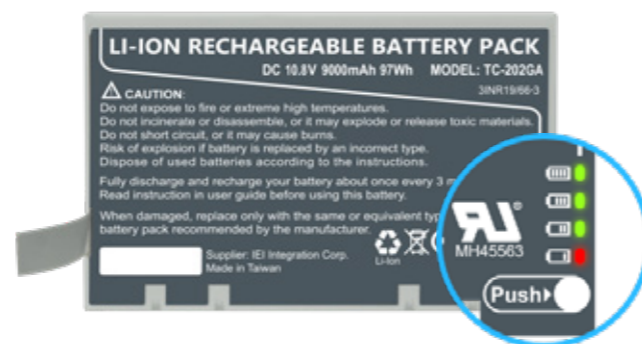 LI-ION RECHARGEABLE BATTERY PACK
DC 10.8V 9000mAh 97Wh MODEL: TC-202GA
3INR19/66-3
CAUTION:
Do not expose to fire or extreme high temperatures.
Do not incinerate or disassemble, or it may explode or release toxic materials.
Do not short circuit, or it may cause burns.
Risk of explosion if battery is replaced by an incorrect type.
Dispose of used batteries according to the instructions.
Fully discharge and recharge your battery about once every 3 m
Read instruction in user guide before using this battery.
When damaged, replace only with the same or equivalent typ
battery pack recommended by the manufacturer.
Li-Ion
Supplier: IEI Integration Corp.
Made in Taiwan
RU®
MH45563
Push